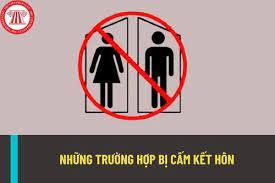 NHỮNG TRƯỜNG HỢP BỊ CẤM KẾT HÔN